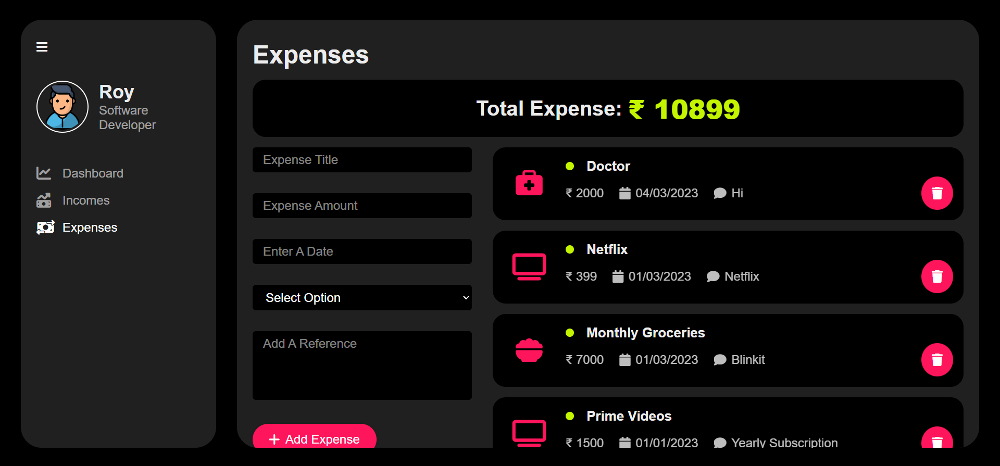 Roy
Software
Developer
Dashboard
Incomes
Expenses
Expenses
Total Expense: ₹ 10899
Expense Title
Expense Amount
Enter A Date
Select Option
Add A Reference
Add Expense
Doctor
₹ 2000 04/03/2023 Hi
Netflix
₹ 399 01/03/2023 Netflix
Monthly Groceries
₹ 7000 01/03/2023 Blinkit
Prime Videos
₹ 1500 01/01/2023 Yearly Subscription